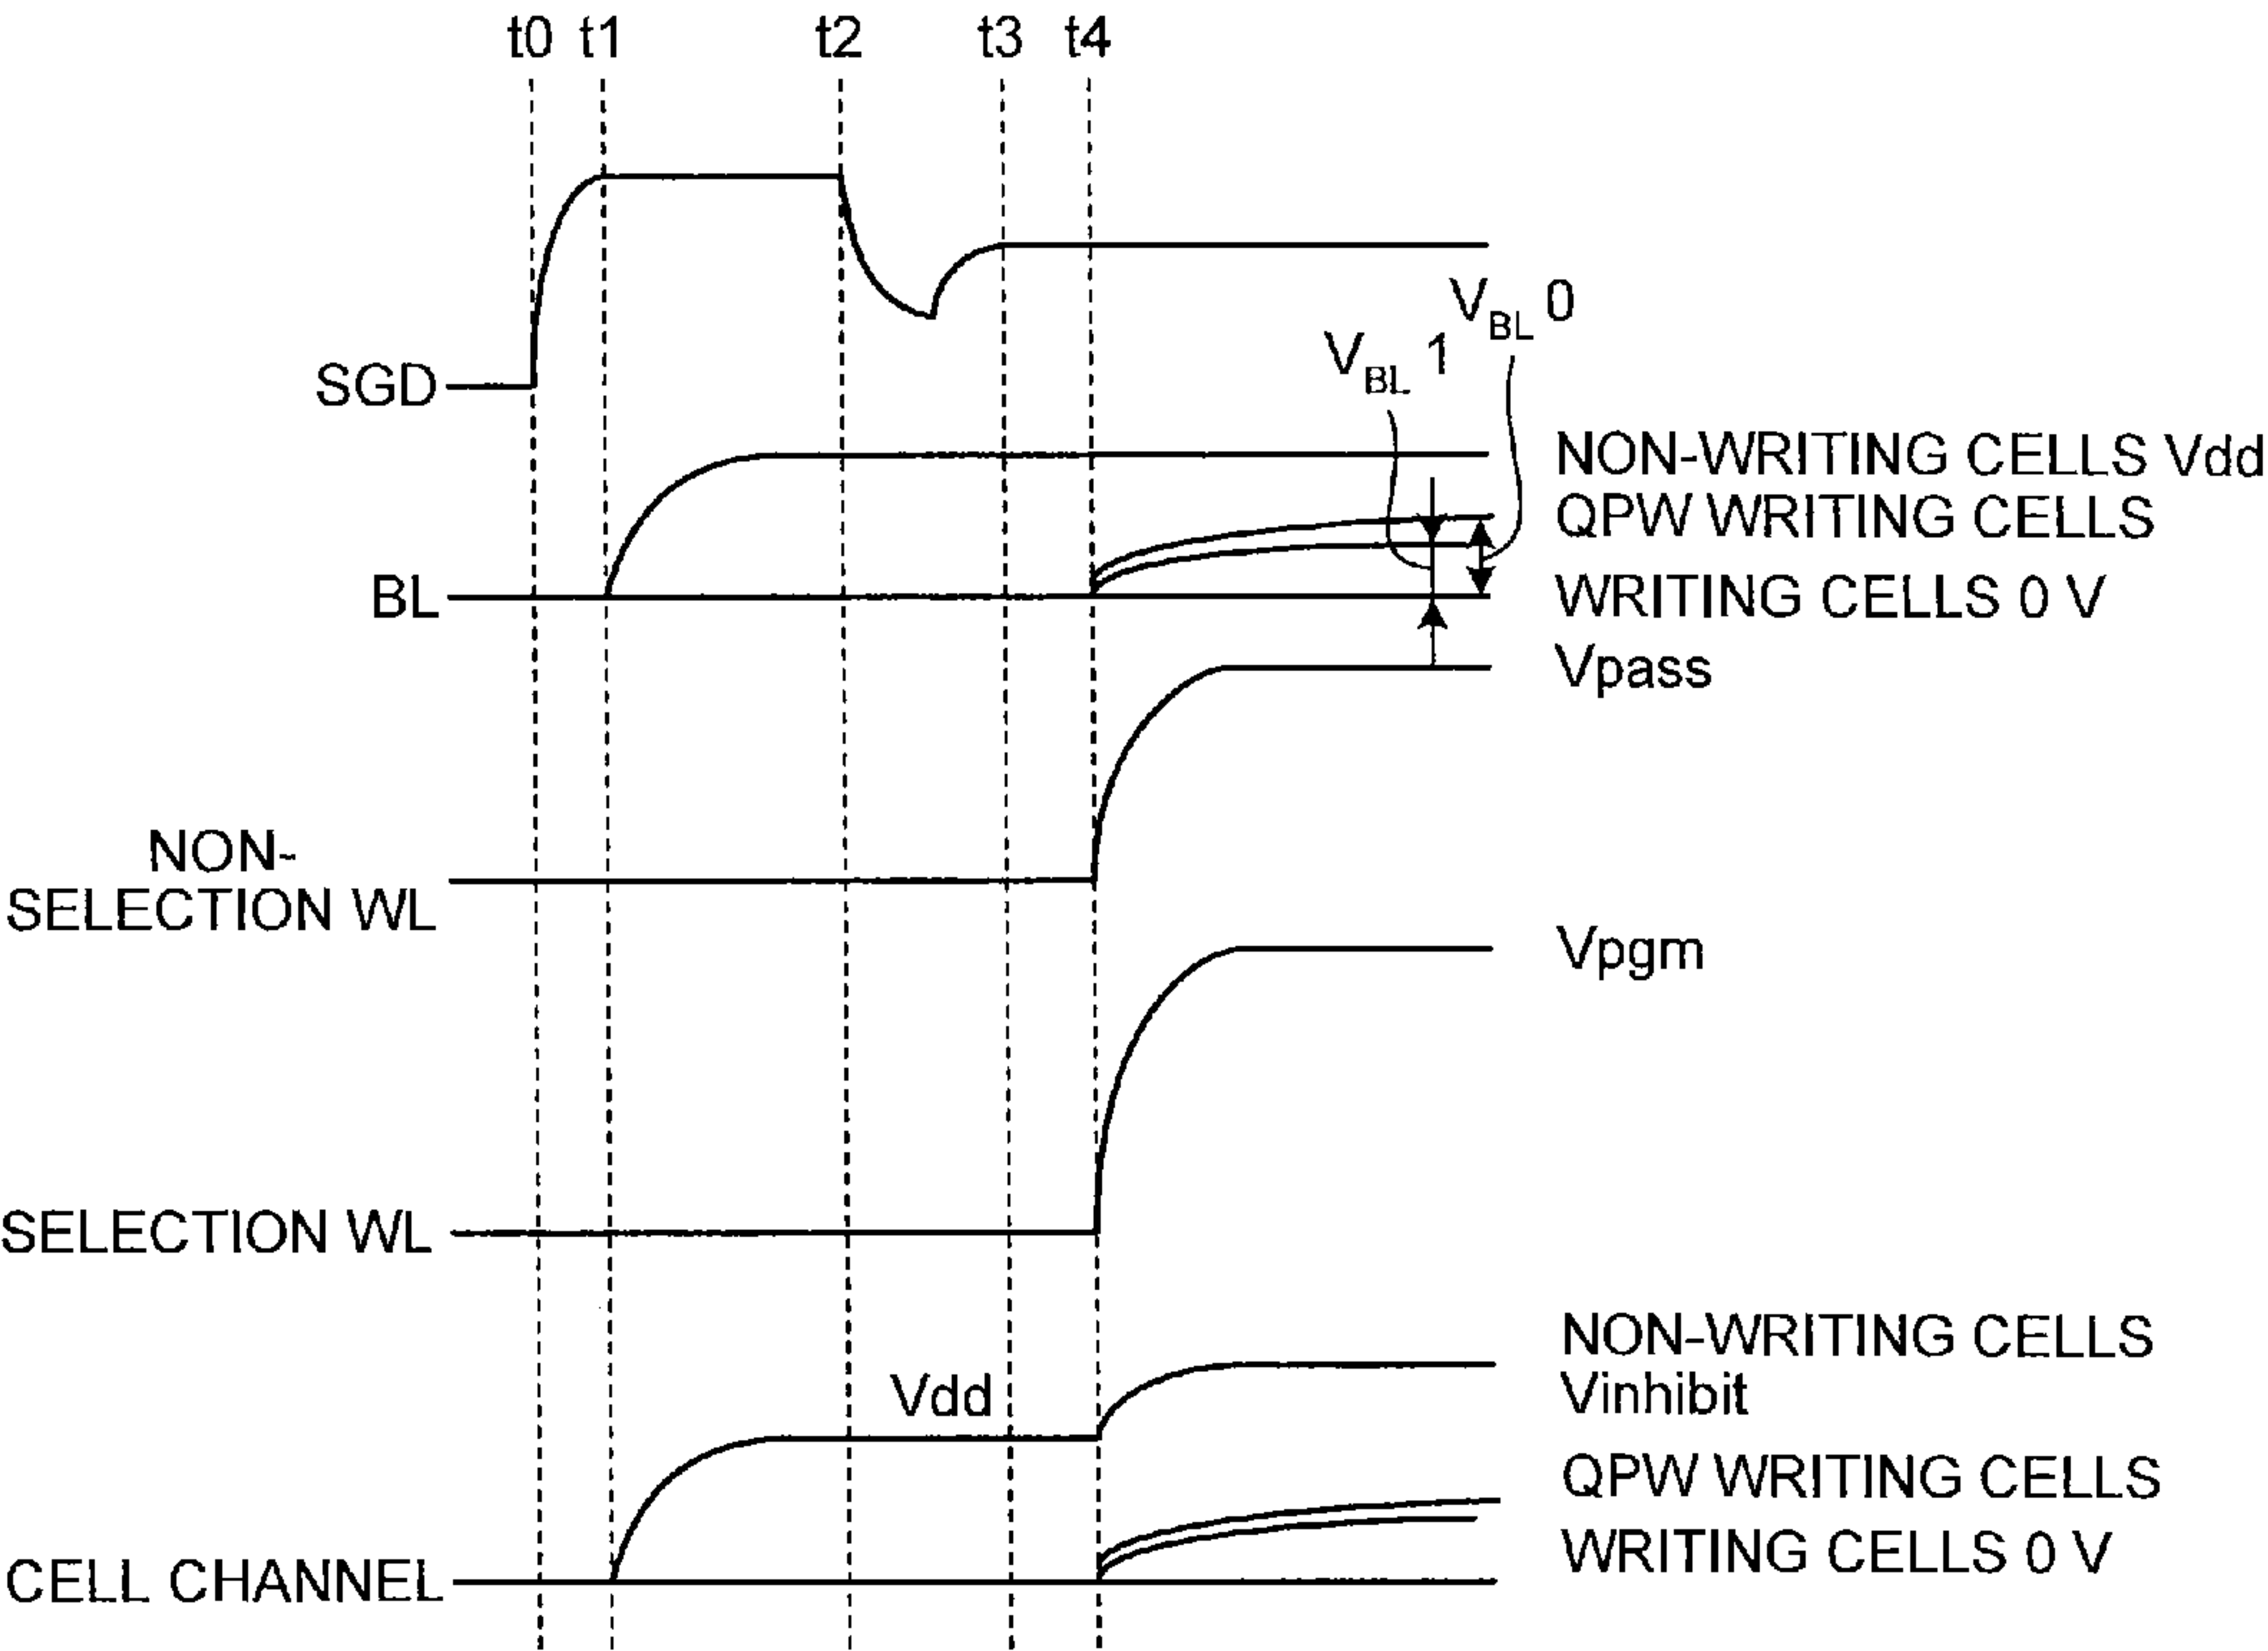 t0 t1 t2 t3 t4
SGD
V_BL 0
V_BL 1
NON-WRITING CELLS Vdd
QPW WRITING CELLS
BL
WRITING CELLS 0 V
Vpass
NON-
SELECTION WL
Vpgm
SELECTION WL
NON-WRITING CELLS
Vinhibit
Vdd
QPW WRITING CELLS
WRITING CELLS 0 V
CELL CHANNEL